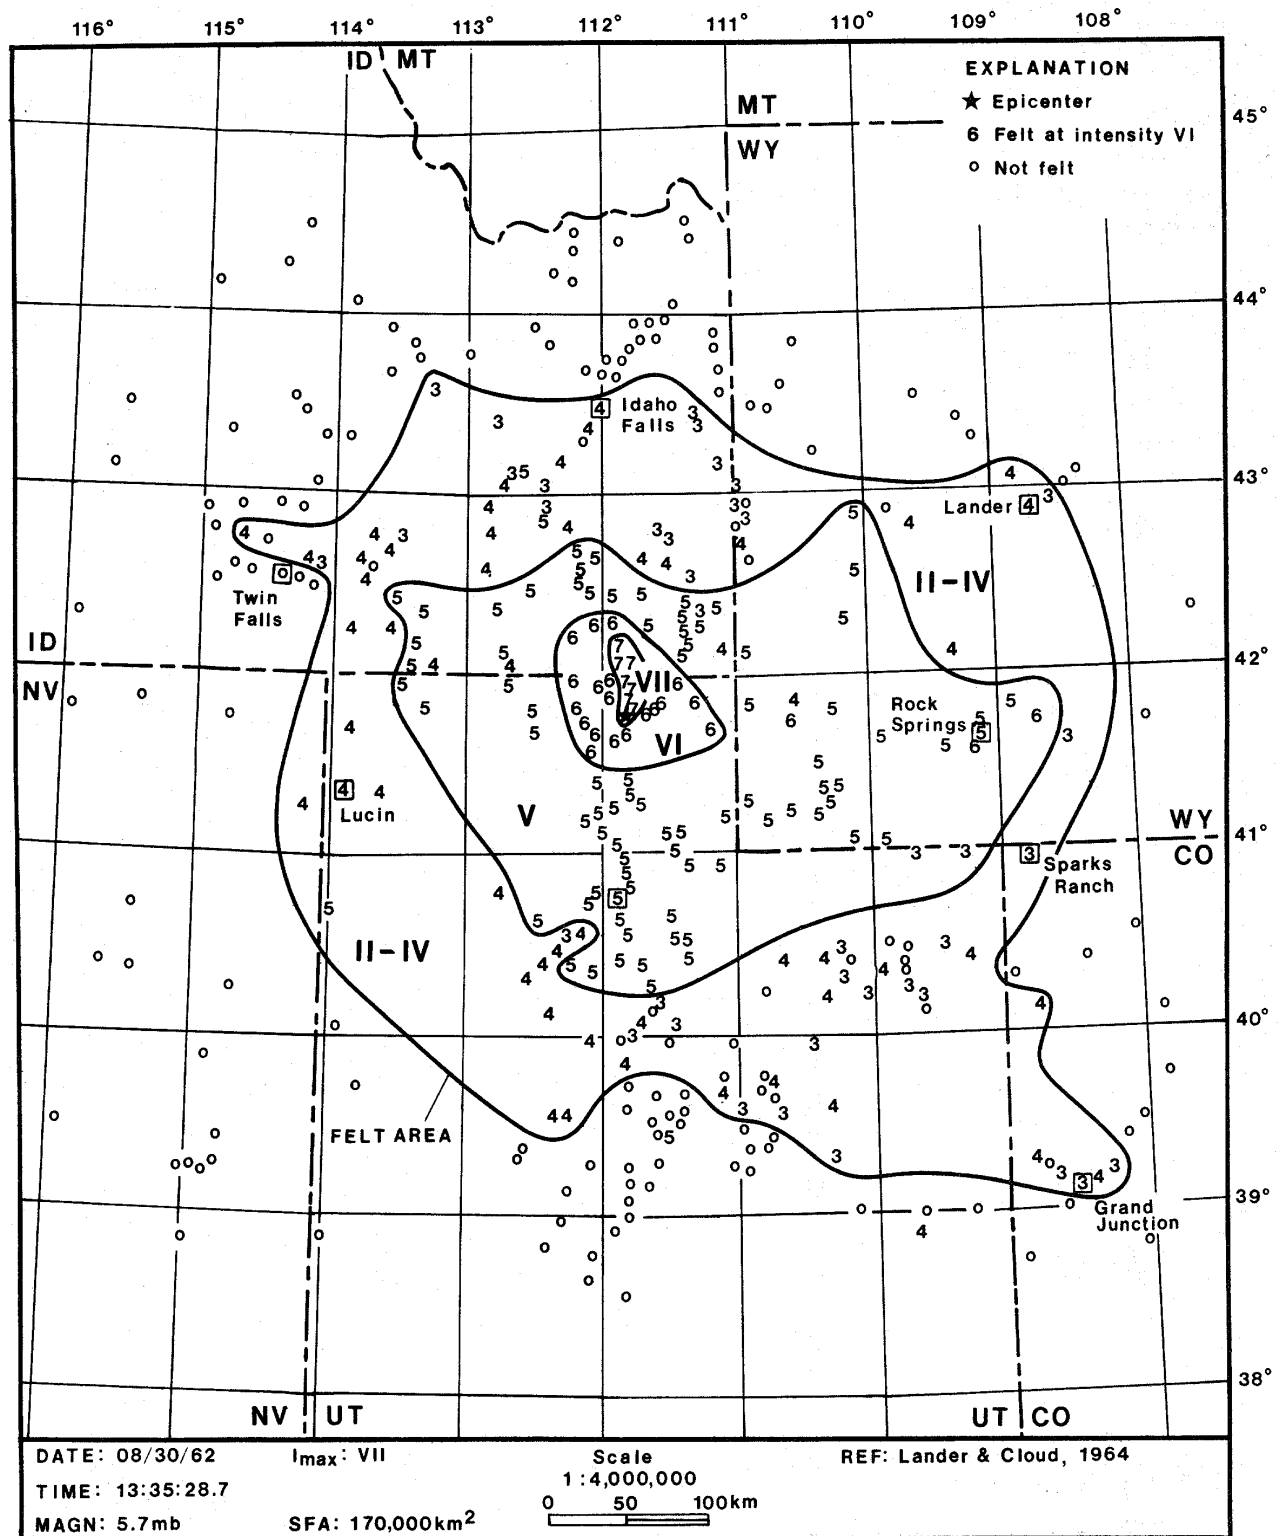 116° 115° 114° 113° 112° 111° 110° 109° 108°
ID MT
EXPLANATION
Epicenter
6 Felt at intensity VI
o Not felt
MT
WY
45°
44°
43°
42°
41°
40°
39°
38°
Idaho
Falls
Lander
Twin
Falls
II-IV
ID
NV
VII
VI
Rock
Springs
V
Lucin
WY
CO
Sparks
Ranch
II-IV
FELT AREA
Grand
Junction
NV UT
UT CO
DATE: 08/30/62
Imax: VII
Scale
1:4,000,000
0 50 100km
REF: Lander & Cloud, 1964
TIME: 13:35:28.7
MAGN: 5.7mb
SFA: 170,000km²